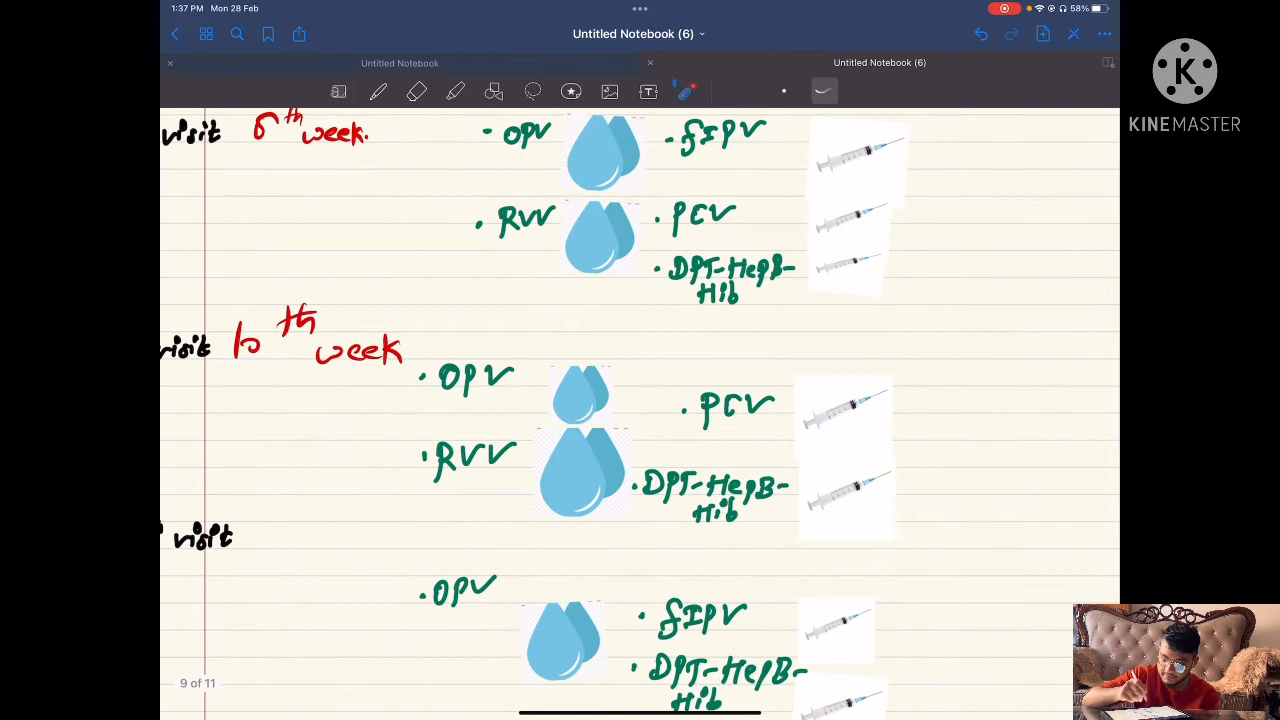 1:37 PM Mon 28 Feb
58%
Untitled Notebook (6)
Untitled Notebook
Untitled Notebook (6)
K
KINEMASTER
visit 6th week.
• OPV
• fIPV
• RVV
• PCV
• DPT-HepB-
Hib
visit 10th week
• OPV
• PCV
• RVV
• DPT-HepB-
Hib
visit
• OPV
• fIPV
• DPT-HepB-
Hib
9 of 11